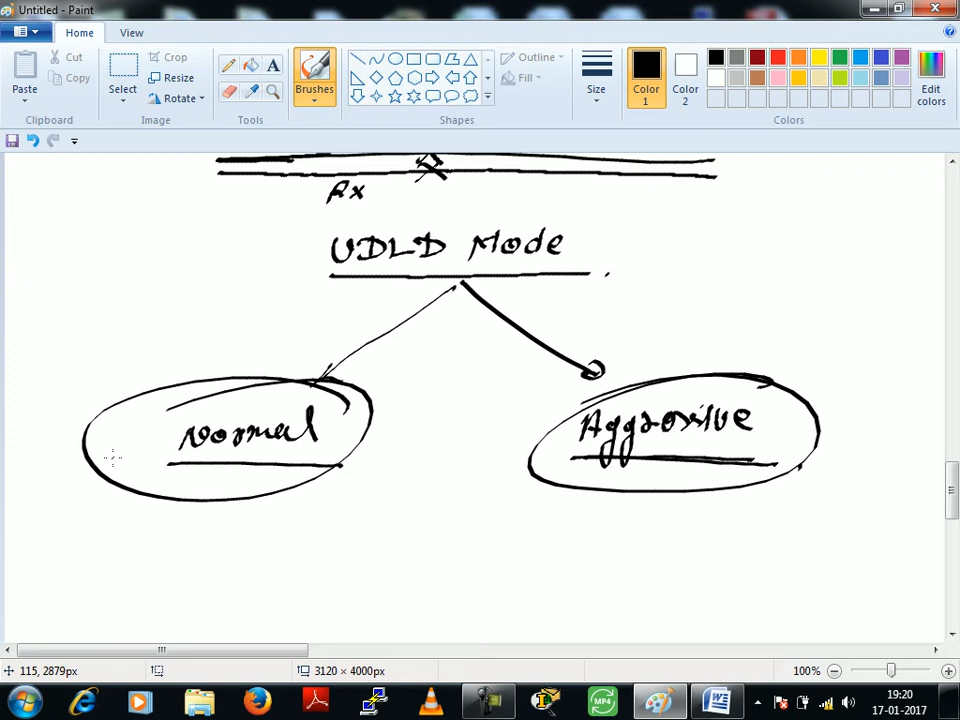 Untitled - Paint
Home
View
Cut
Copy
Paste
Clipboard
Crop
Resize
Rotate
Select
Image
Tools
Brushes
Shapes
Outline
Fill
Size
Color 1
Color 2
Edit colors
Colors
Rx
UDLD Mode
Normal
Aggrossive
115, 2879px
3120 × 4000px
100%
MP4
19:20
17-01-2017